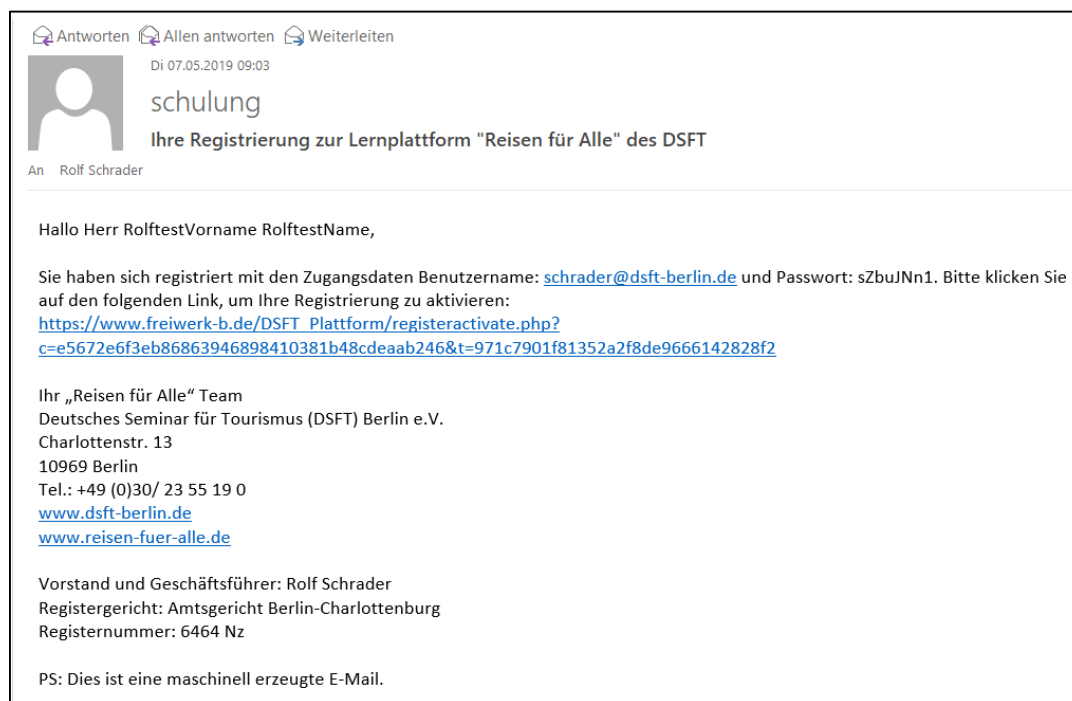 Antworten Allen antworten Weiterleiten
Di 07.05.2019 09:03
schulung
Ihre Registrierung zur Lernplattform "Reisen für Alle" des DSFT
An Rolf Schrader
Hallo Herr RolftestVorname RolftestName,
Sie haben sich registriert mit den Zugangsdaten Benutzername: schrader@dsft-berlin.de und Passwort: sZbuJNn1. Bitte klicken Sie
auf den folgenden Link, um Ihre Registrierung zu aktivieren:
https://www.freiwerk-b.de/DSFT_Plattform/registeractivate.php?
c=e5672e6f3eb86863946898410381b48cdeaab246&t=971c7901f81352a2f8de9666142828f2
Ihr „Reisen für Alle“ Team
Deutsches Seminar für Tourismus (DSFT) Berlin e.V.
Charlottenstr. 13
10969 Berlin
Tel.: +49 (0)30/ 23 55 19 0
www.dsft-berlin.de
www.reisen-fuer-alle.de
Vorstand und Geschäftsführer: Rolf Schrader
Registergericht: Amtsgericht Berlin-Charlottenburg
Registernummer: 6464 Nz
PS: Dies ist eine maschinell erzeugte E-Mail.